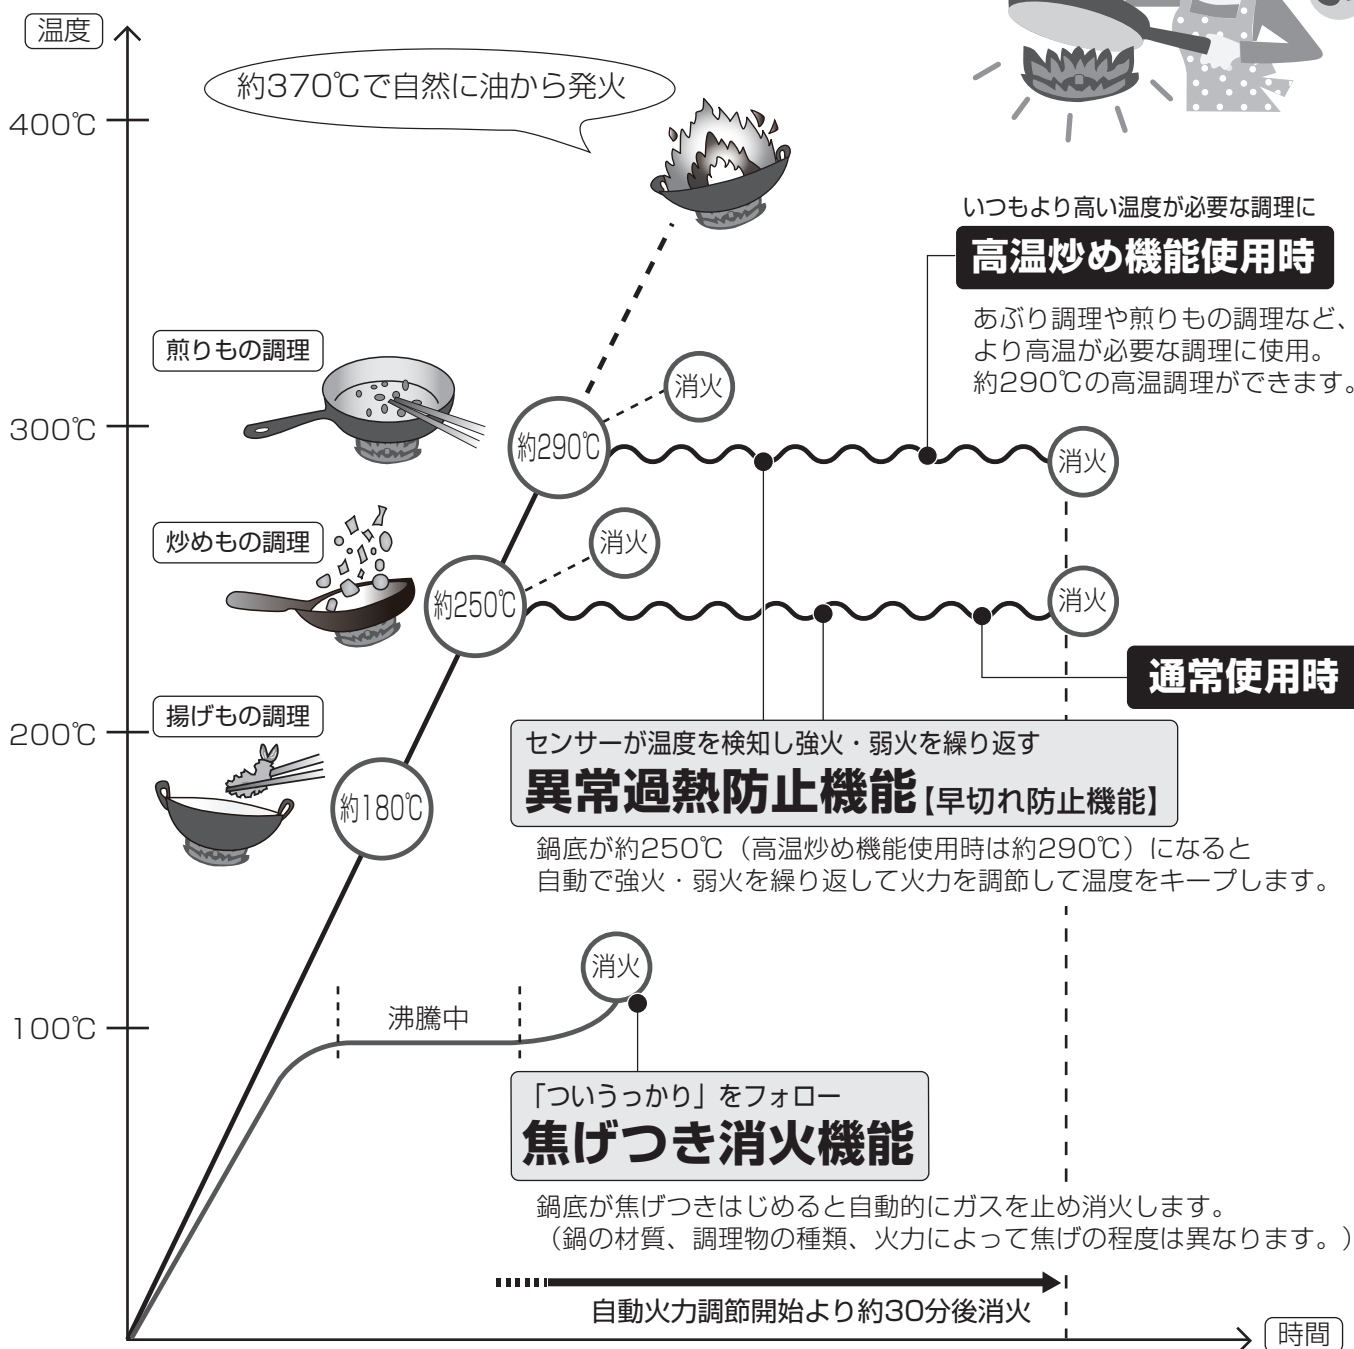 温度
約370℃で自然に油から発火
400℃
いつもより高い温度が必要な調理に
高温炒め機能使用時
あぶり調理や煎りもの調理など、
より高温が必要な調理に使用。
約290℃の高温調理ができます。
煎りもの調理
消火
300℃
約290℃
消火
炒めもの調理
消火
約250℃
消火
通常使用時
揚げもの調理
200℃
約180℃
センサーが温度を検知し強火・弱火を繰り返す
異常過熱防止機能【早切れ防止機能】
鍋底が約250℃（高温炒め機能使用時は約290℃）になると
自動で強火・弱火を繰り返して火力を調節して温度をキープします。
消火
沸騰中
100℃
「ついうっかり」をフォロー
焦げつき消火機能
鍋底が焦げつきはじめると自動的にガスを止め消火します。
（鍋の材質、調理物の種類、火力によって焦げの程度は異なります。）
自動火力調節開始より約30分後消火
時間